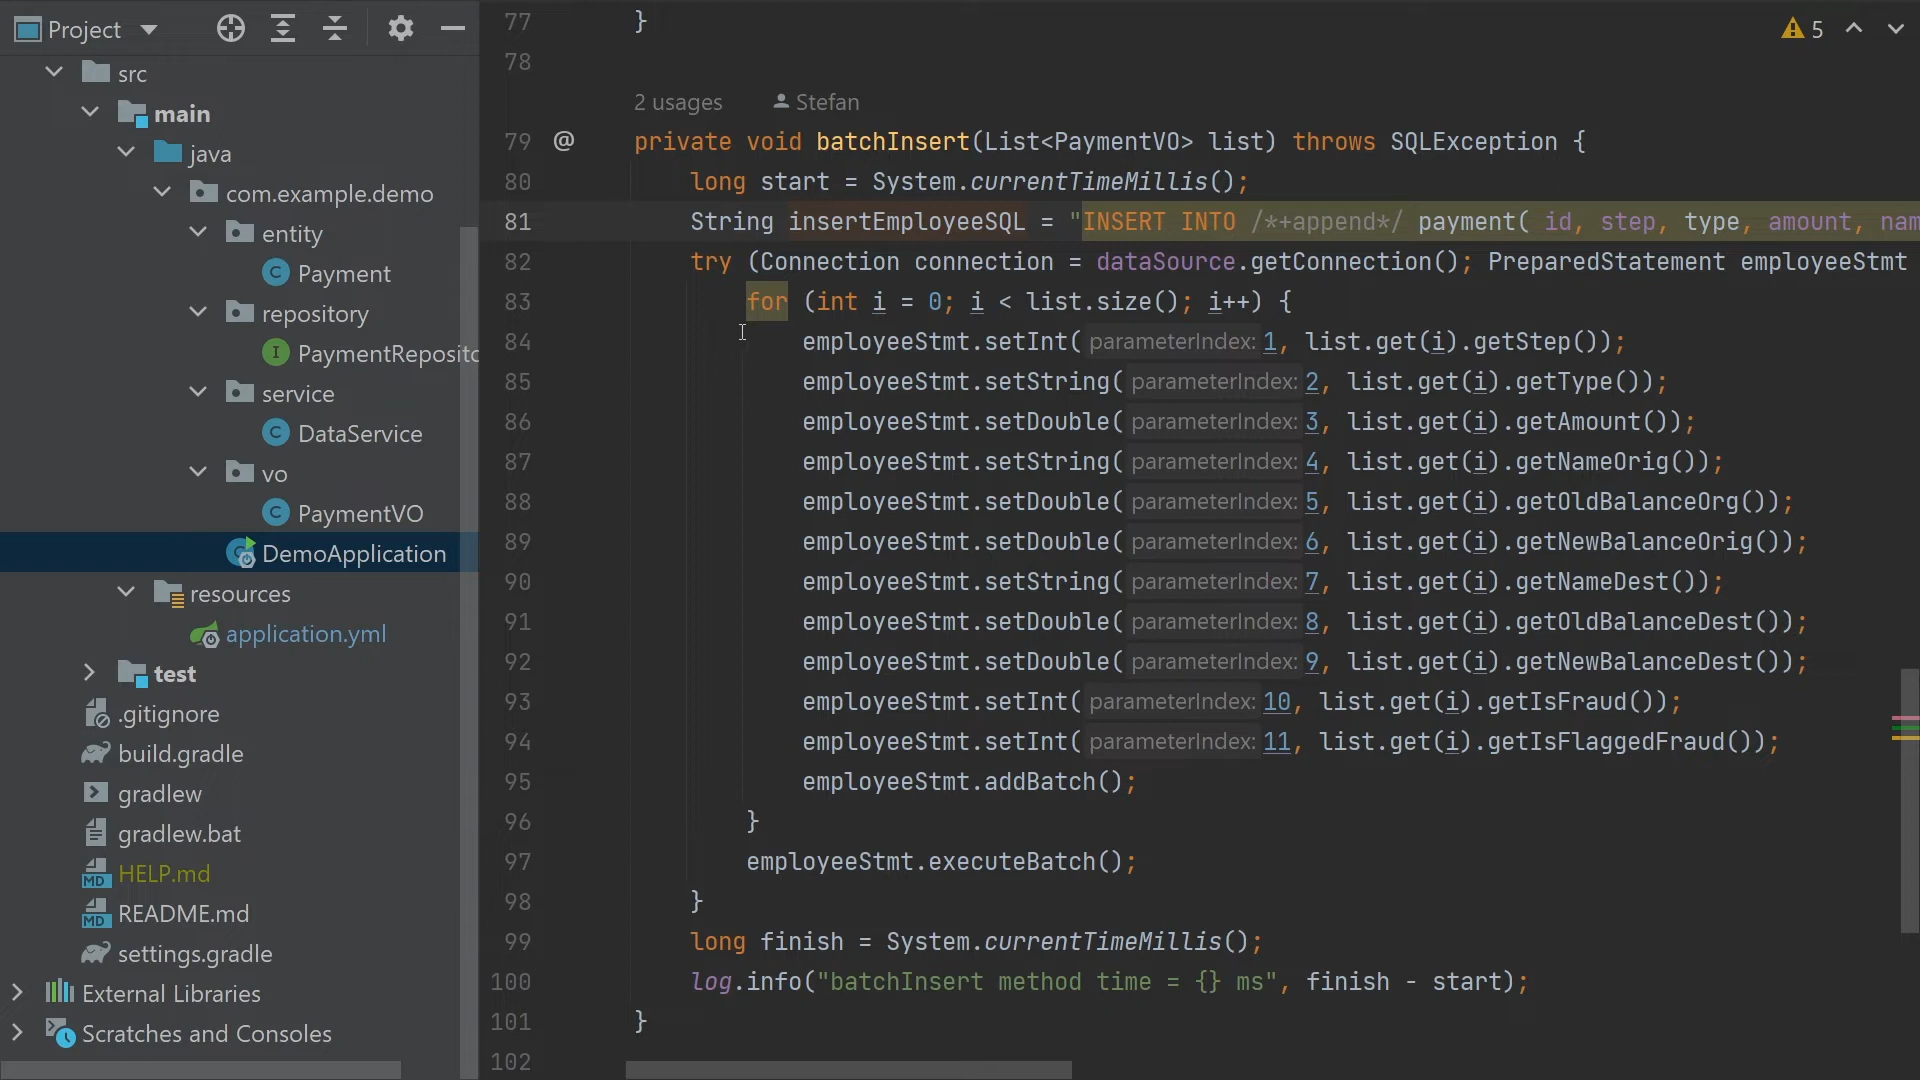 Project
src
main
java
com.example.demo
entity
C Payment
repository
I PaymentReposito
service
C DataService
vo
C PaymentVO
DemoApplication
resources
application.yml
test
.gitignore
build.gradle
gradlew
gradlew.bat
MD HELP.md
MD README.md
settings.gradle
External Libraries
Scratches and Consoles
5
77 }
78
2 usages Stefan
79 @ private void batchInsert(List<PaymentVO> list) throws SQLException {
80 long start = System.currentTimeMillis();
81 String insertEmployeeSQL = "INSERT INTO /*+append*/ payment( id, step, type, amount, nam
82 try (Connection connection = dataSource.getConnection(); PreparedStatement employeeStmt
83 for (int i = 0; i < list.size(); i++) {
84 employeeStmt.setInt( parameterIndex: 1, list.get(i).getStep());
85 employeeStmt.setString( parameterIndex: 2, list.get(i).getType());
86 employeeStmt.setDouble( parameterIndex: 3, list.get(i).getAmount());
87 employeeStmt.setString( parameterIndex: 4, list.get(i).getNameOrig());
88 employeeStmt.setDouble( parameterIndex: 5, list.get(i).getOldBalanceOrg());
89 employeeStmt.setDouble( parameterIndex: 6, list.get(i).getNewBalanceOrig());
90 employeeStmt.setString( parameterIndex: 7, list.get(i).getNameDest());
91 employeeStmt.setDouble( parameterIndex: 8, list.get(i).getOldBalanceDest());
92 employeeStmt.setDouble( parameterIndex: 9, list.get(i).getNewBalanceDest());
93 employeeStmt.setInt( parameterIndex: 10, list.get(i).getIsFraud());
94 employeeStmt.setInt( parameterIndex: 11, list.get(i).getIsFlaggedFraud());
95 employeeStmt.addBatch();
96 }
97 employeeStmt.executeBatch();
98 }
99 long finish = System.currentTimeMillis();
100 log.info("batchInsert method time = {} ms", finish - start);
101 }
102